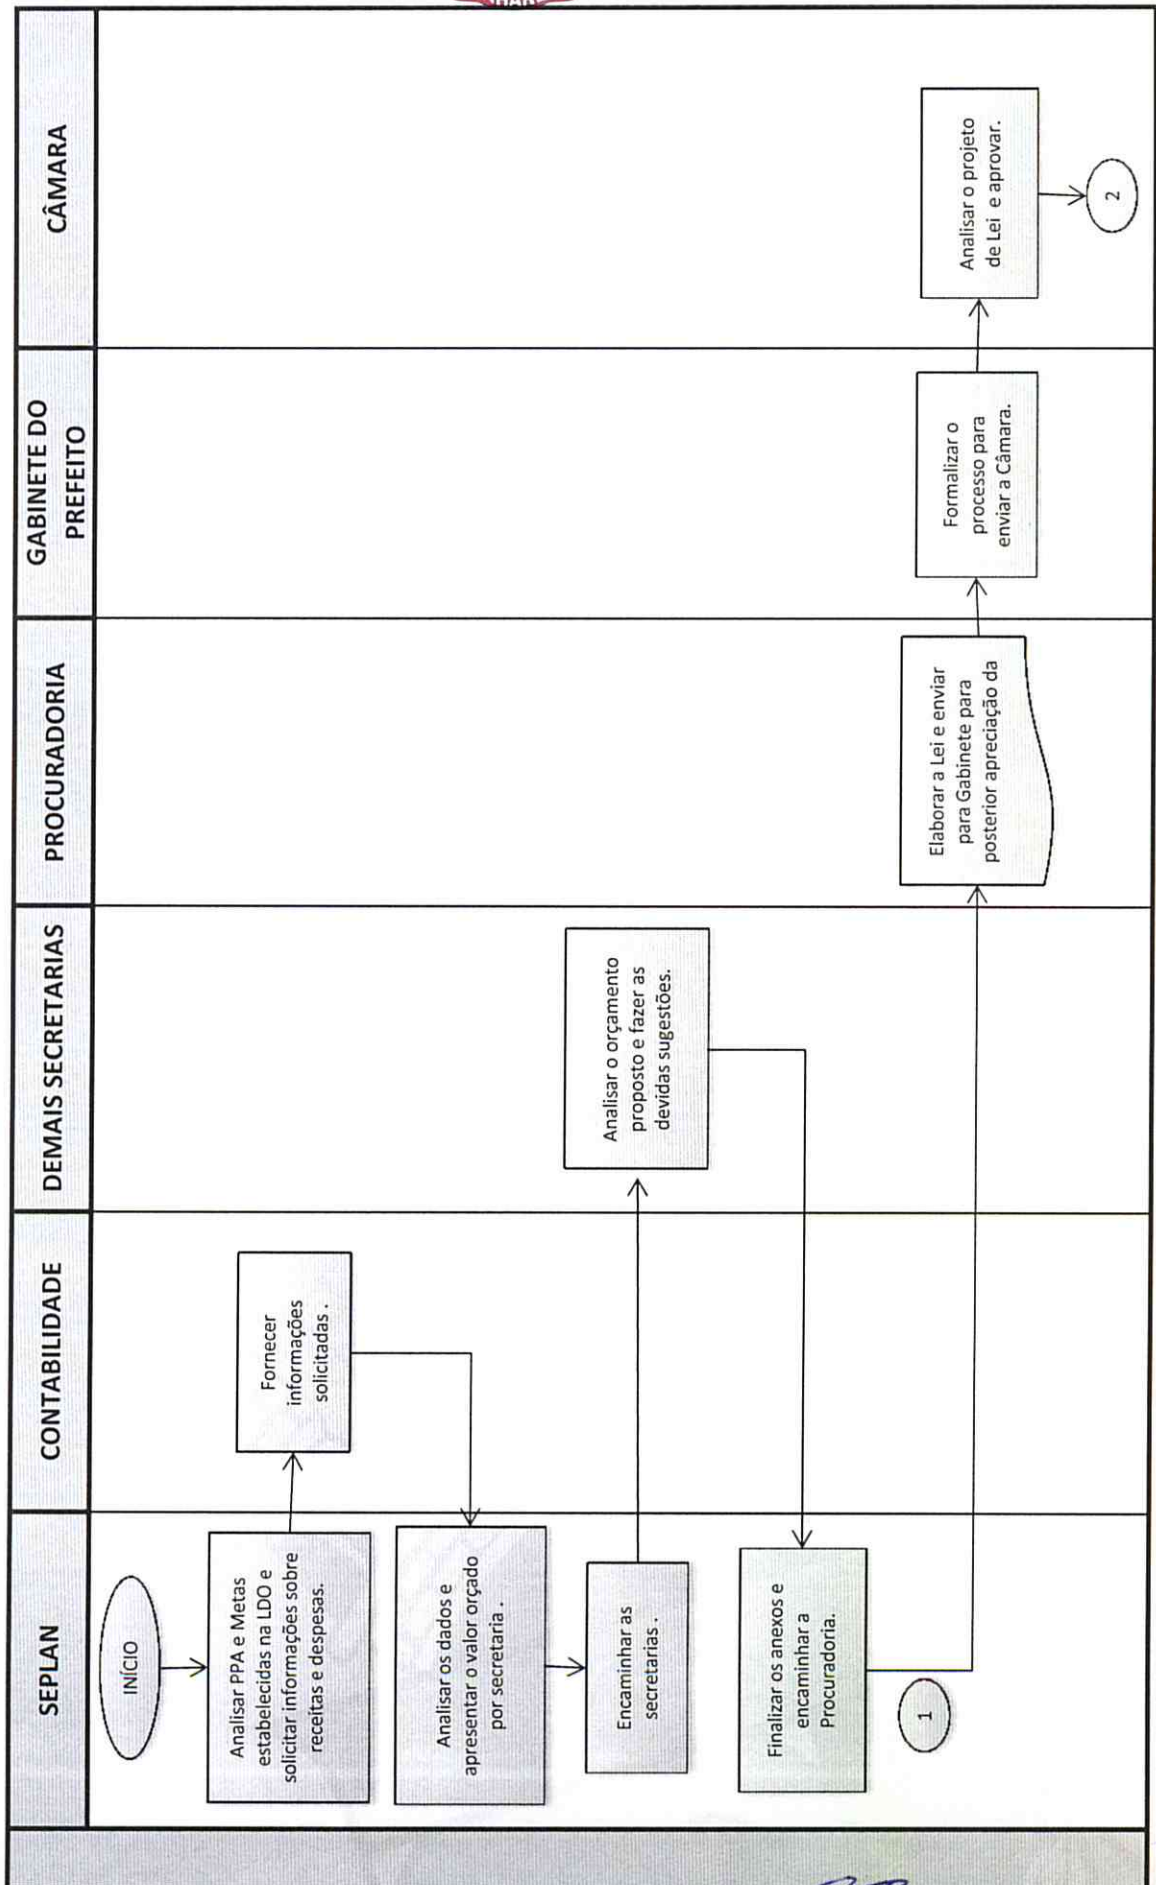 SEPLAN
CONTABILIDADE
DEMAIS SECRETARIAS
PROCURADORIA
GABINETE DO
PREFEITO
CÂMARA
INÍCIO
Analisar PPA e Metas
estabelecidas na LDO e
solicitar informações sobre
receitas e despesas.
Fornecer
informações
solicitadas .
Analisar os dados e
apresentar o valor orçado
por secretaria .
Encaminhar as
secretarias .
Analisar o orçamento
proposto e fazer as
devidas sugestões.
Finalizar os anexos e
encaminhar a
Procuradoria.
1
Elaborar a Lei e enviar
para Gabinete para
posterior apreciação da
Formalizar o
processo para
enviar a Câmara.
Analisar o projeto
de Lei  e aprovar.
2